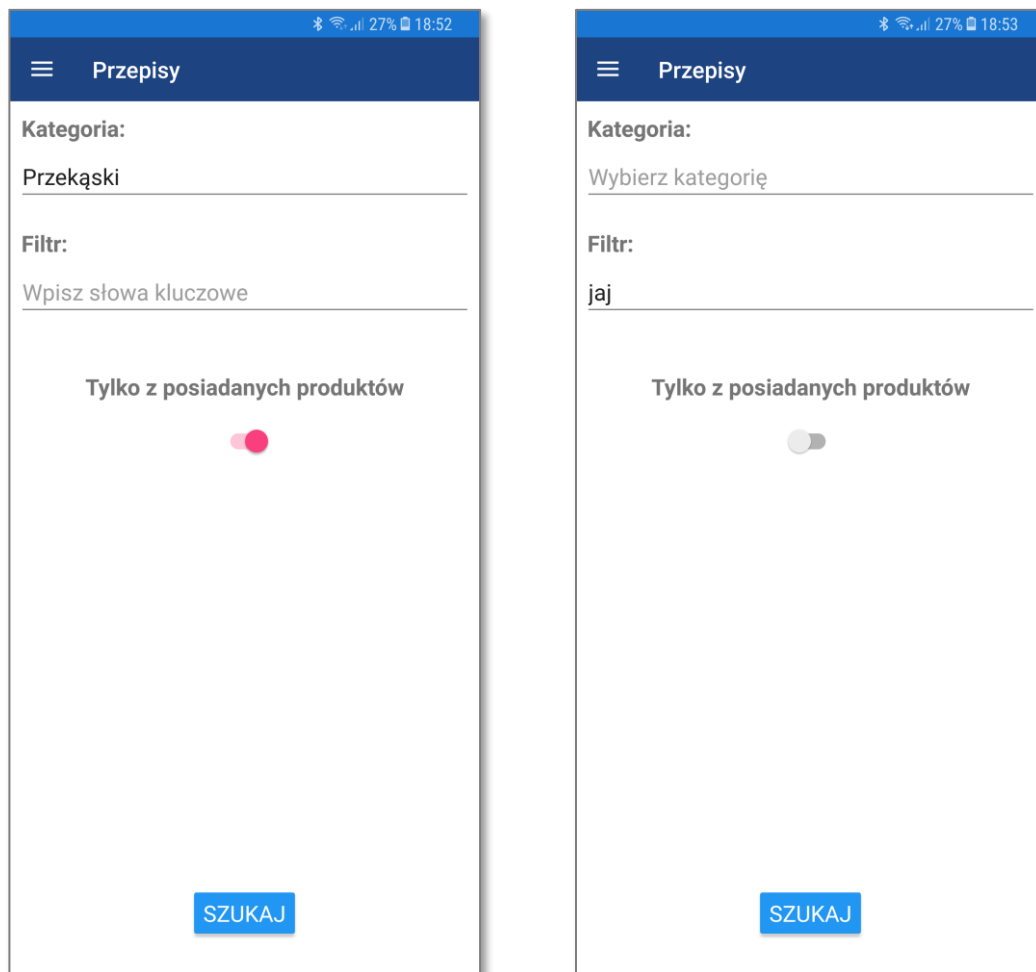 27% 18:52
Przepisy
Kategoria:
Przekąski
Filtr:
Wpisz słowa kluczowe
Tylko z posiadanych produktów
SZUKAJ
27% 18:53
Przepisy
Kategoria:
Wybierz kategorię
Filtr:
jaj
Tylko z posiadanych produktów
SZUKAJ